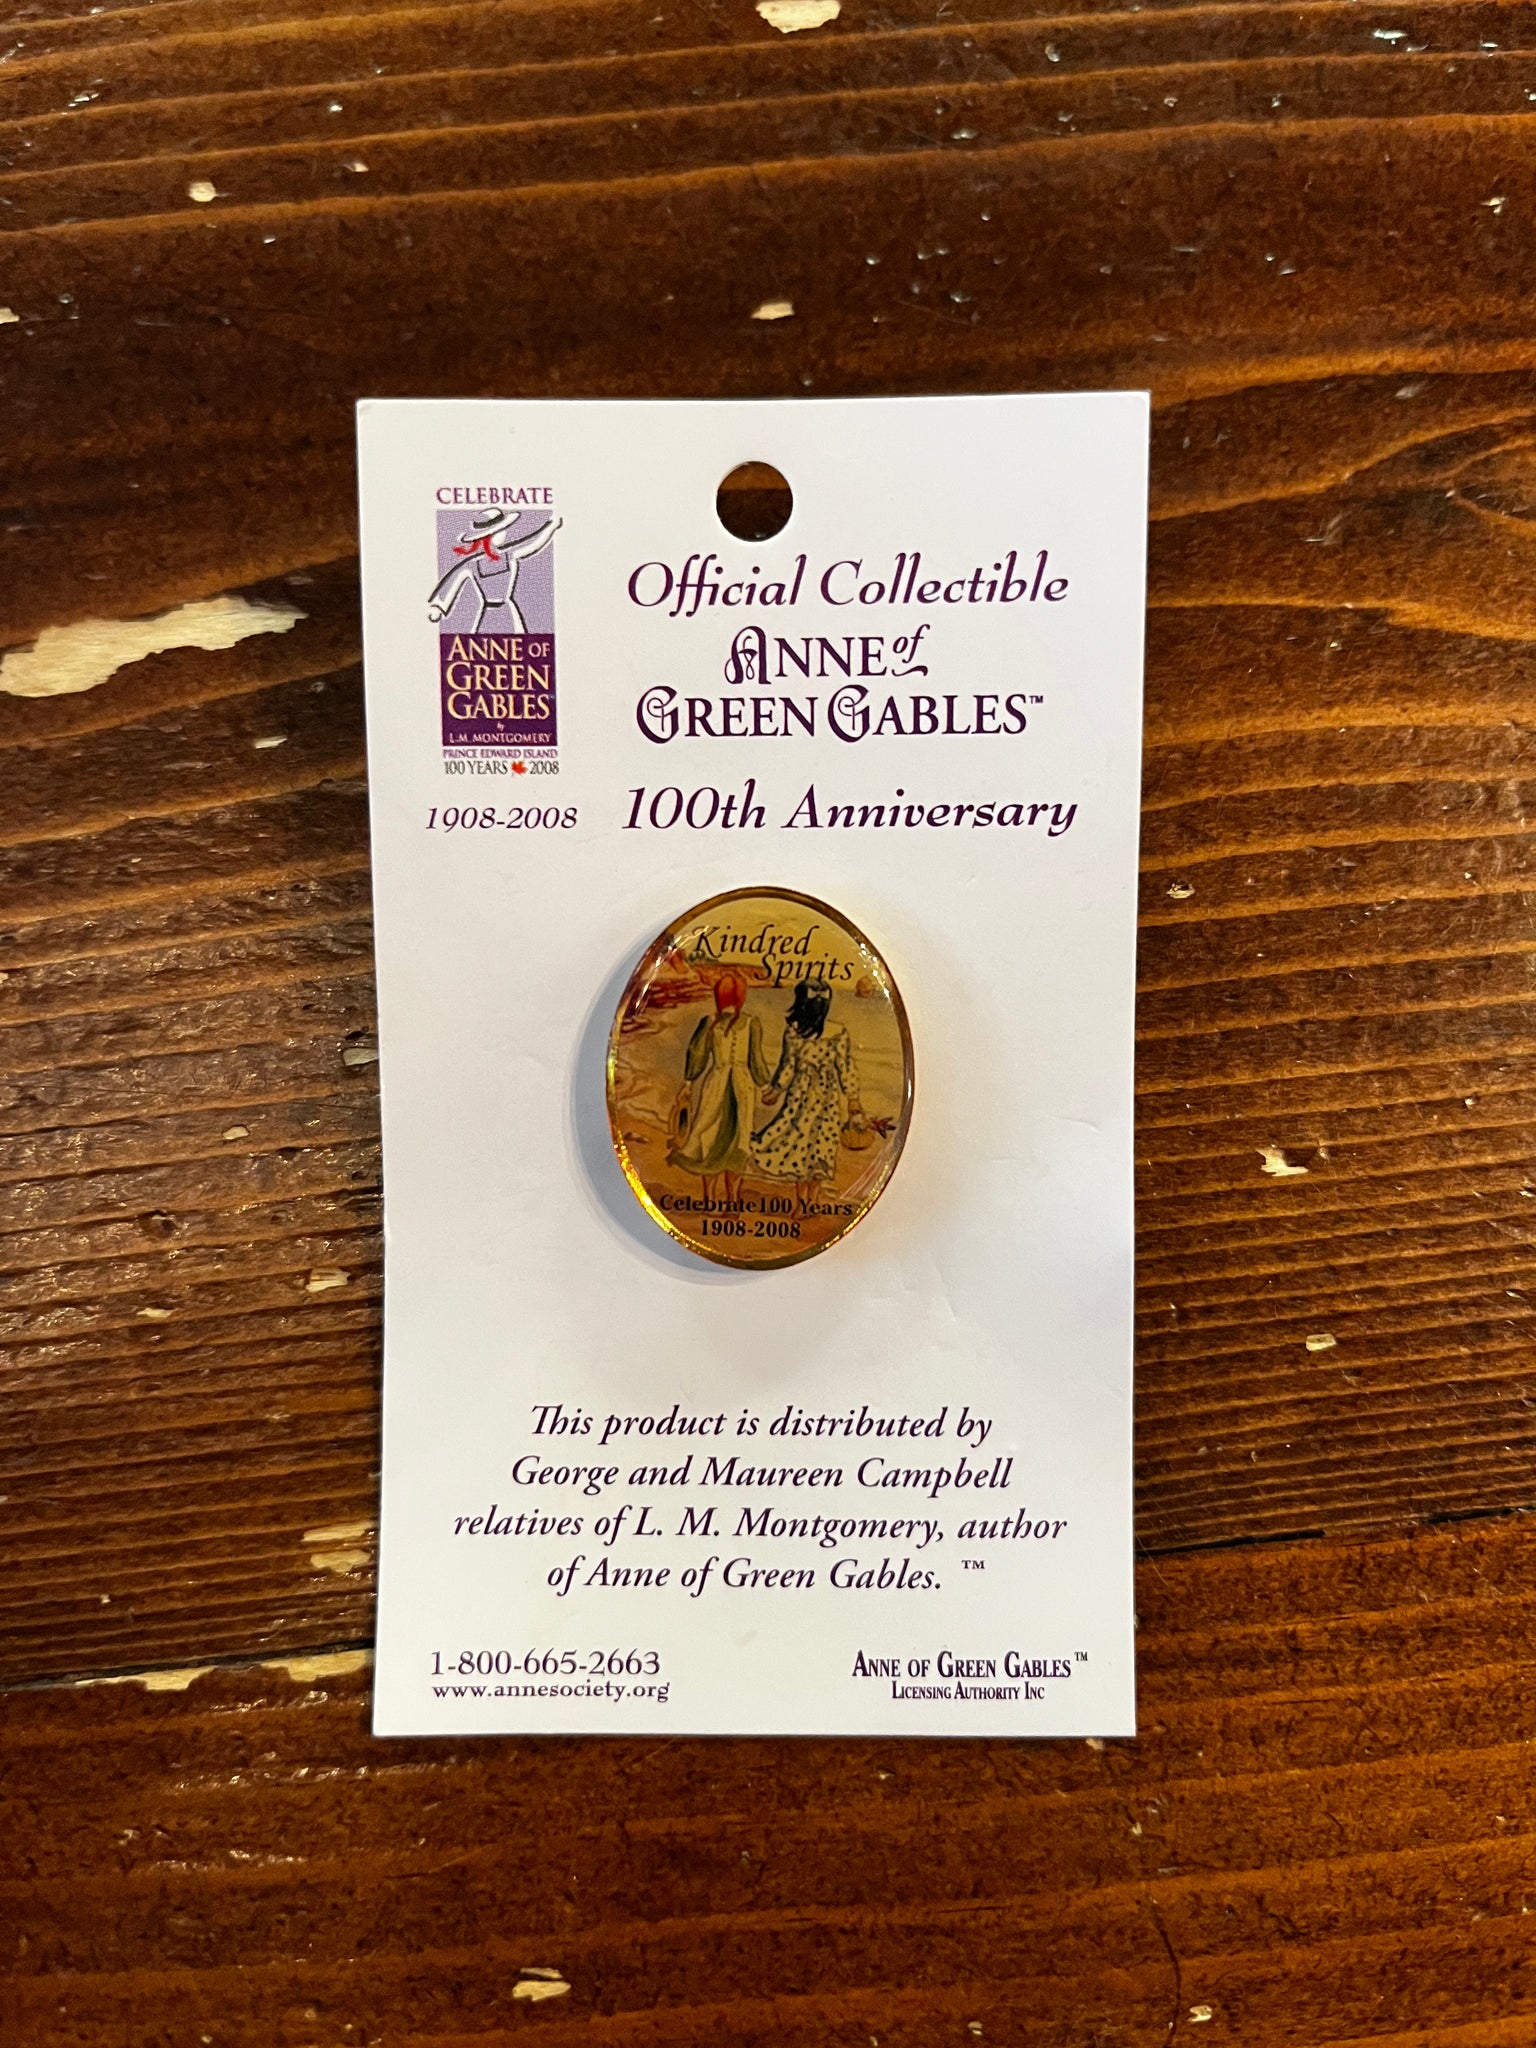 CELEBRATE
ANNE OF
GREEN
GABLES™
by
L.M. MONTGOMERY
PRINCE EDWARD ISLAND
100 YEARS 2008
1908-2008
Official Collectible
ANNE of
GREEN GABLES™
100th Anniversary
Kindred
Spirits
Celebrate 100 Years
1908-2008
This product is distributed by
George and Maureen Campbell
relatives of L. M. Montgomery, author
of Anne of Green Gables. ™
1-800-665-2663
www.annesociety.org
ANNE OF GREEN GABLES™
LICENSING AUTHORITY INC